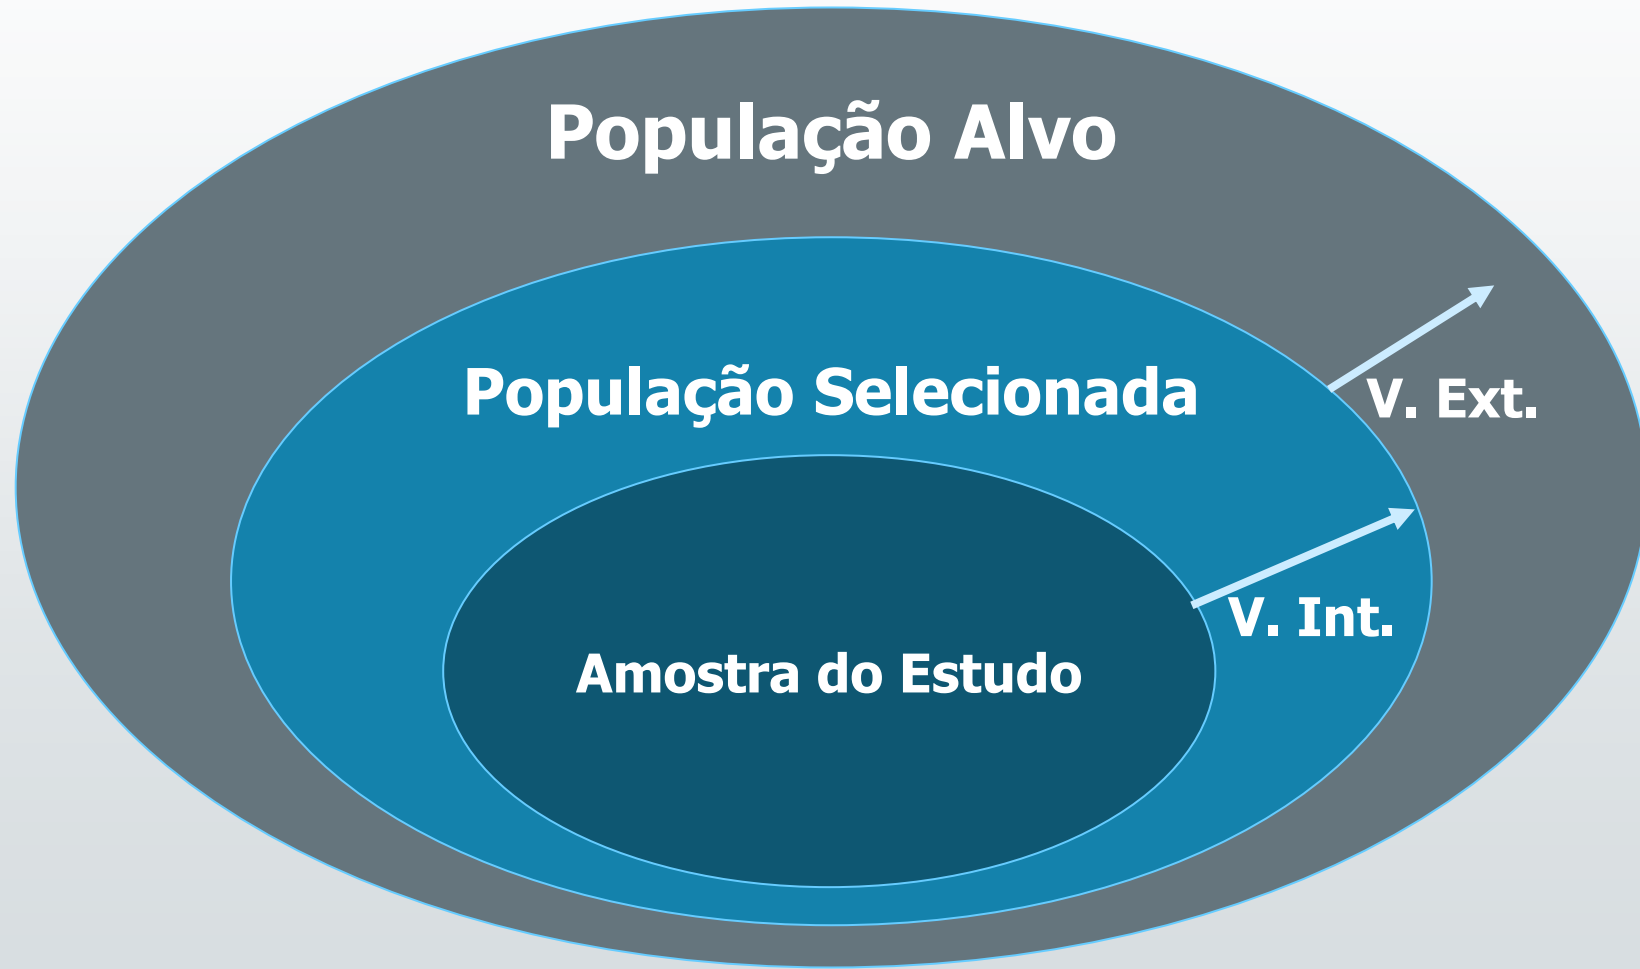 População Alvo
População Selecionada
V. Ext.
V. Int.
Amostra do Estudo